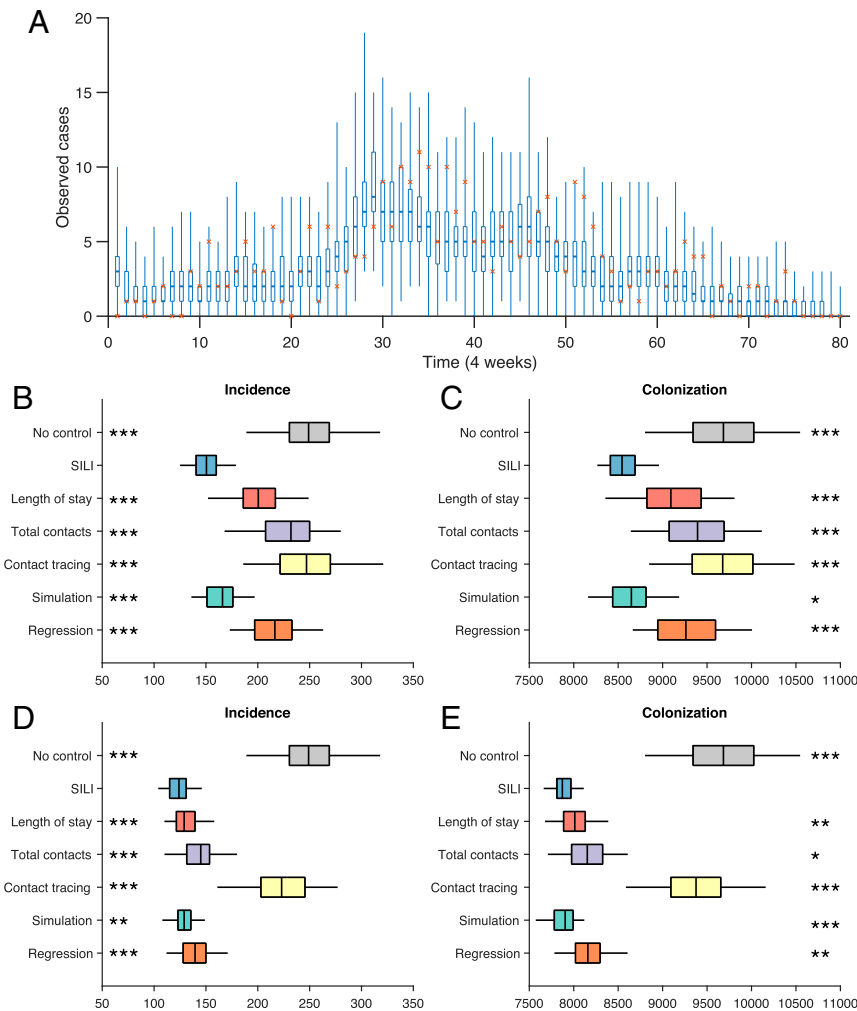 A
20
15
10
5
0
Observed cases
0 10 20 30 40 50 60 70 80
Time (4 weeks)
B
Incidence
No control ***
SILI
Length of stay ***
Total contacts ***
Contact tracing ***
Simulation ***
Regression ***
50 100 150 200 250 300 350
C
Colonization
No control ***
SILI
Length of stay ***
Total contacts ***
Contact tracing ***
Simulation *
Regression ***
7500 8000 8500 9000 9500 10000 10500 11000
D
Incidence
No control ***
SILI
Length of stay ***
Total contacts ***
Contact tracing ***
Simulation **
Regression ***
50 100 150 200 250 300 350
E
Colonization
No control ***
SILI
Length of stay **
Total contacts *
Contact tracing ***
Simulation ***
Regression **
7500 8000 8500 9000 9500 10000 10500 11000